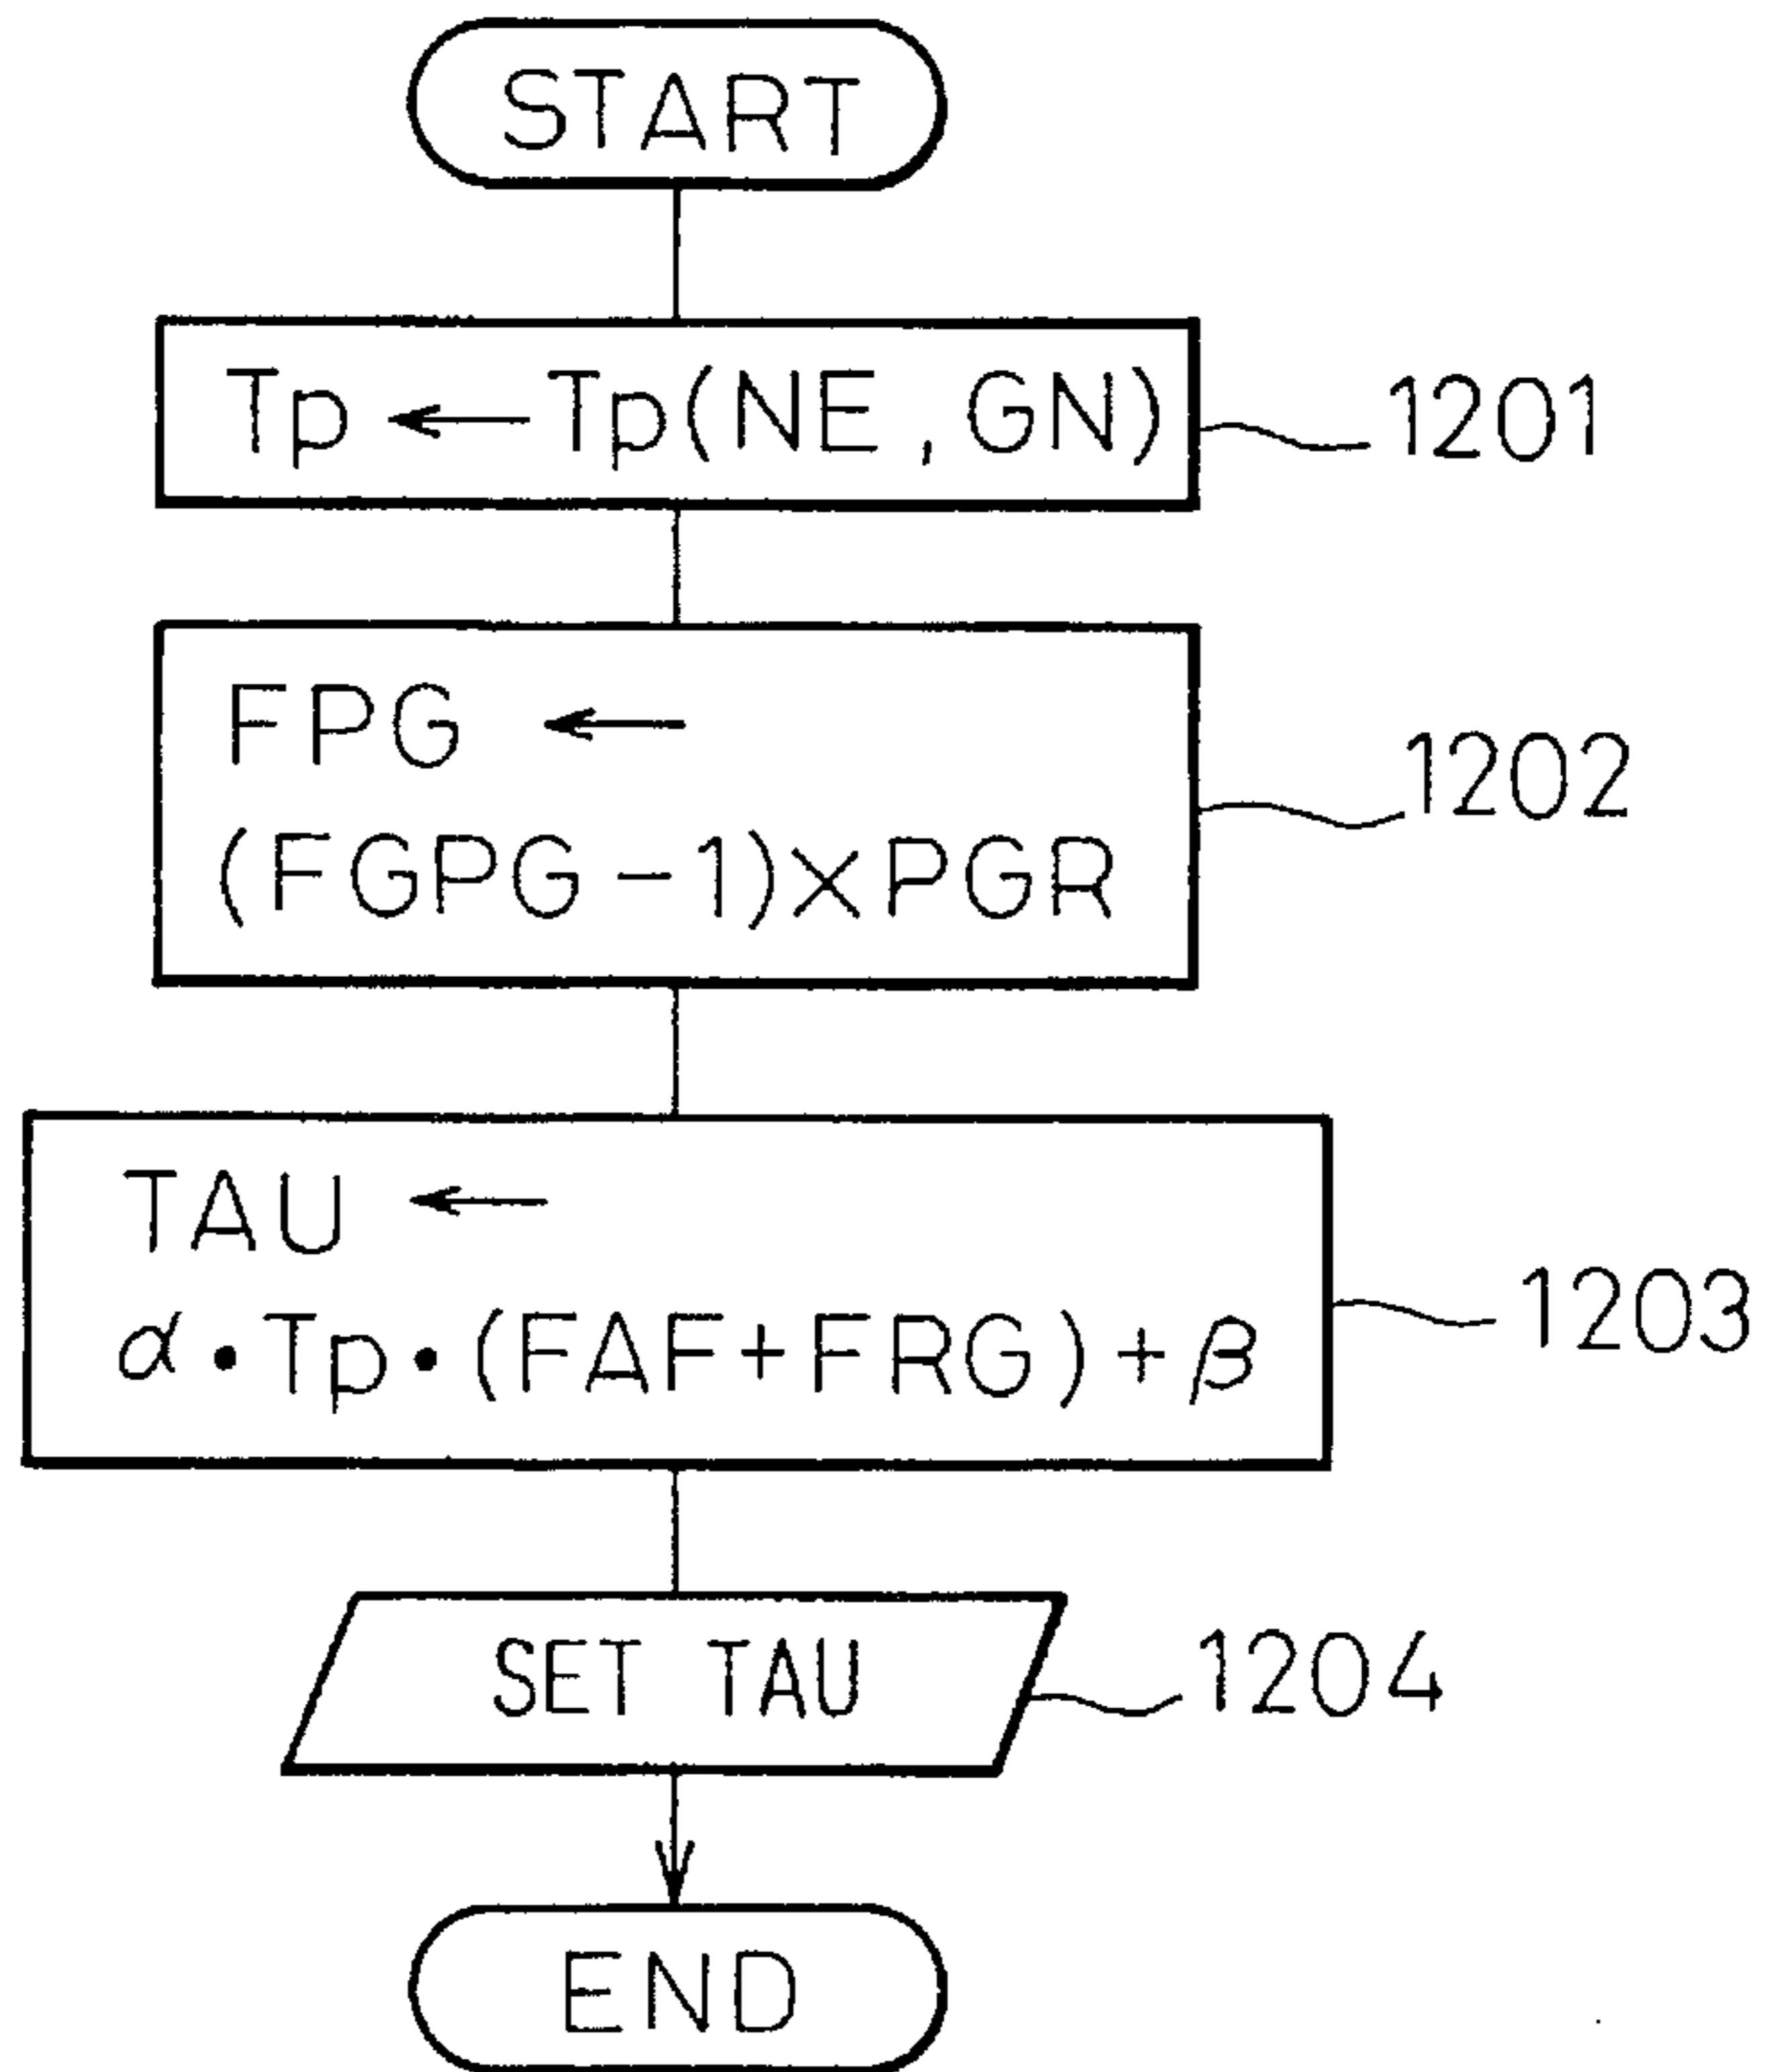 START
Tp ← Tp(NE, GN)
1201
FPG ←
(FGPG-1)×PGR
1202
TAU ←
α・Tp・(FAF+FRG)+β
1203
SET TAU
1204
END